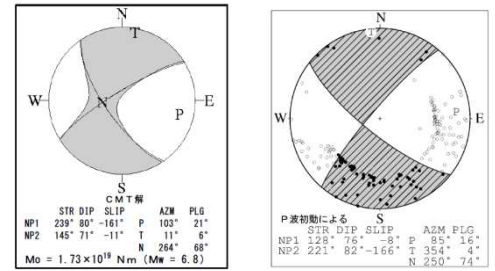 N
T
W
N
P
E
S
CMT解
STR DIP SLIP AZM PLG
NP1 239° 80° -161° P 103° 21°
NP2 145° 71° -11° T 11° 6°
N 264° 68°
Mo = 1.73×10¹⁹ Nm (Mw = 6.8)
N
T
W
P
E
S
P波初動による
STR DIP SLIP AZM PLG
NP1 128° 76° -8° P 85° 16°
NP2 221° 82° -166° T 354° 4°
N 250° 74°